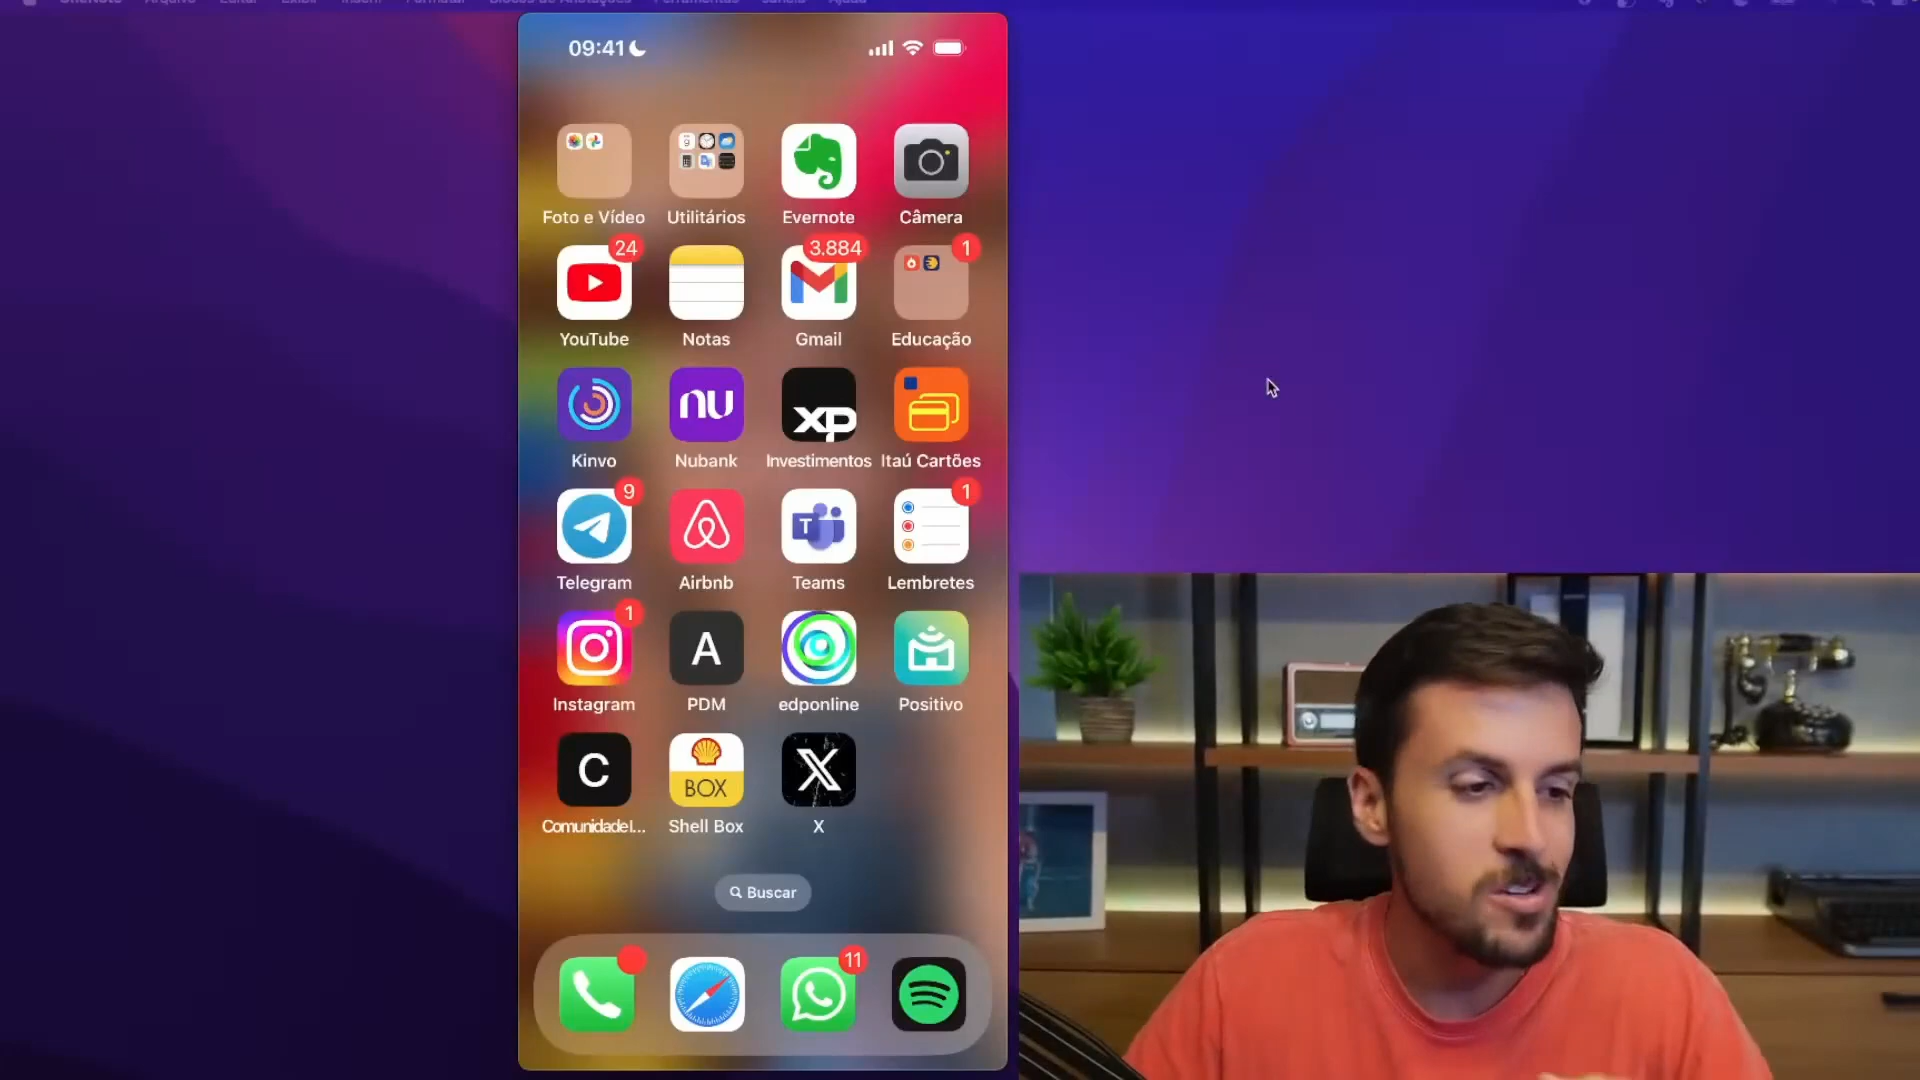 09:41
Foto e Vídeo
Utilitários
Evernote
Câmera
24
3.884
1
YouTube
Notas
Gmail
Educação
nu
xp
Kinvo
Nubank
Investimentos
Itaú Cartões
9
T
1
Telegram
Airbnb
Teams
Lembretes
1
A
Instagram
PDM
edponline
Positivo
C
BOX
X
ComunidadeI...
Shell Box
X
Buscar
11